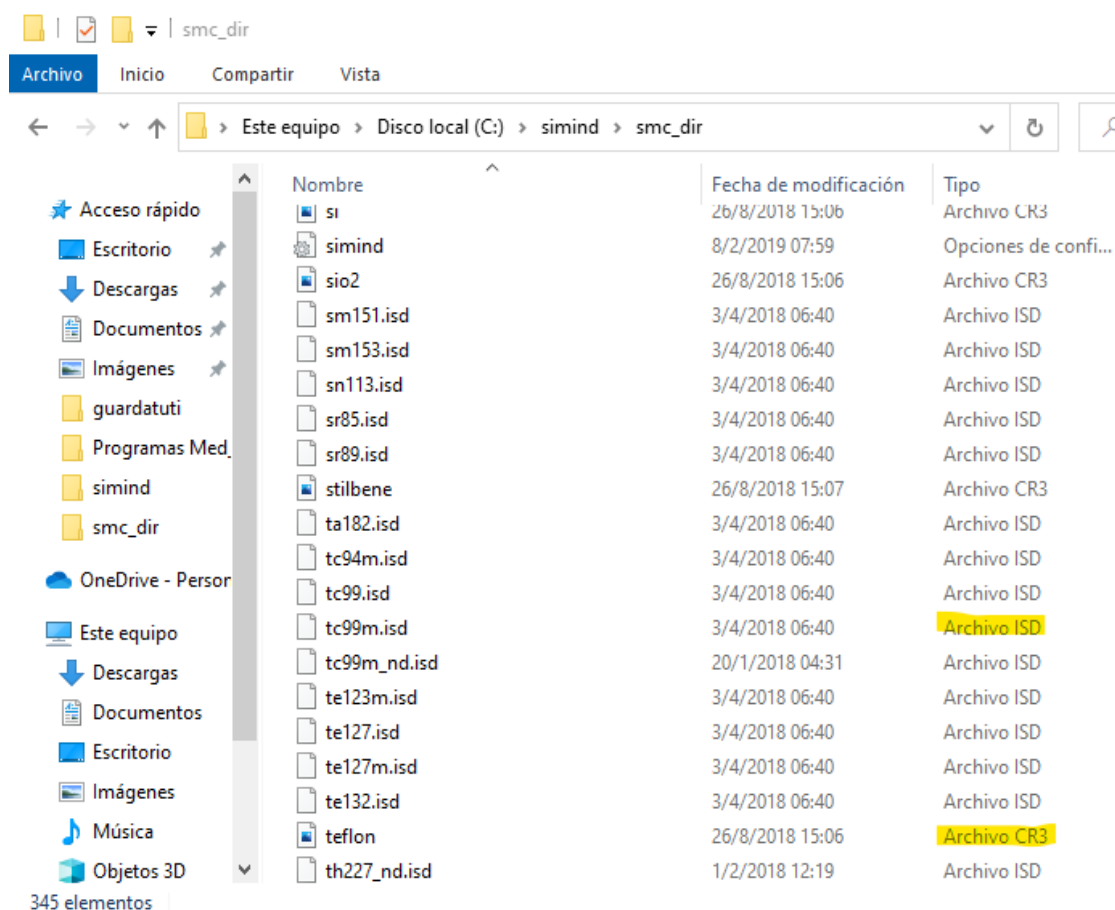 smc_dir
Archivo Inicio Compartir Vista
Este equipo > Disco local (C:) > simind > smc_dir
Nombre Fecha de modificación Tipo
Acceso rápido
Escritorio
Descargas
Documentos
Imágenes
guardatuti
Programas Med_
simind
smc_dir
OneDrive - Person
Este equipo
Descargas
Documentos
Escritorio
Imágenes
Música
Objetos 3D
si 26/8/2018 15:06 Archivo CR3
simind 8/2/2019 07:59 Opciones de confi...
sio2 26/8/2018 15:06 Archivo CR3
sm151.isd 3/4/2018 06:40 Archivo ISD
sm153.isd 3/4/2018 06:40 Archivo ISD
sn113.isd 3/4/2018 06:40 Archivo ISD
sr85.isd 3/4/2018 06:40 Archivo ISD
sr89.isd 3/4/2018 06:40 Archivo ISD
stilbene 26/8/2018 15:07 Archivo CR3
ta182.isd 3/4/2018 06:40 Archivo ISD
tc94m.isd 3/4/2018 06:40 Archivo ISD
tc99.isd 3/4/2018 06:40 Archivo ISD
tc99m.isd 3/4/2018 06:40 Archivo ISD
tc99m_nd.isd 20/1/2018 04:31 Archivo ISD
te123m.isd 3/4/2018 06:40 Archivo ISD
te127.isd 3/4/2018 06:40 Archivo ISD
te127m.isd 3/4/2018 06:40 Archivo ISD
te132.isd 3/4/2018 06:40 Archivo ISD
teflon 26/8/2018 15:06 Archivo CR3
th227_nd.isd 1/2/2018 12:19 Archivo ISD
345 elementos